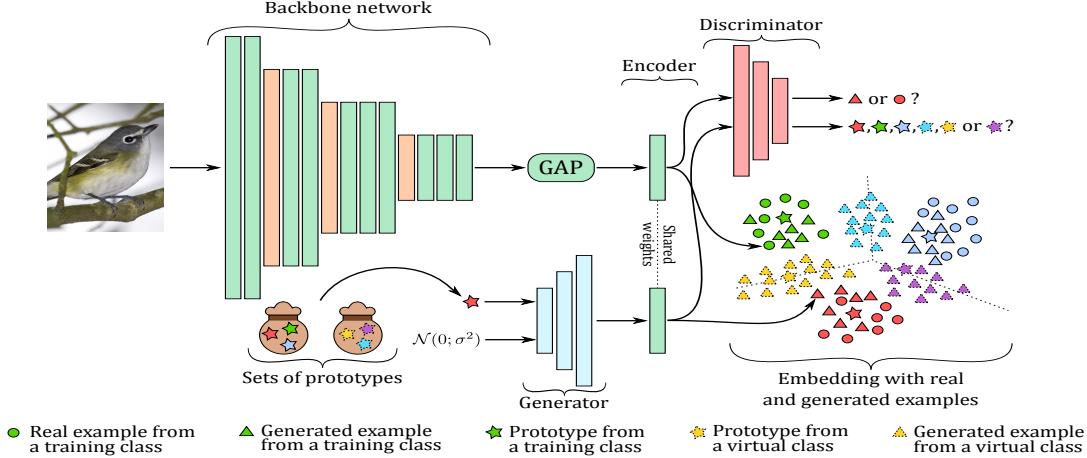 Backbone network
Discriminator
Encoder
or ?
, , , , or ?
GAP
Shared
weights
𝒩(0; σ²)
Sets of prototypes
Generator
Embedding with real
and generated examples
Real example from
a training class
Generated example
from a training class
Prototype from
a training class
Prototype from
a virtual class
Generated example
from a virtual class